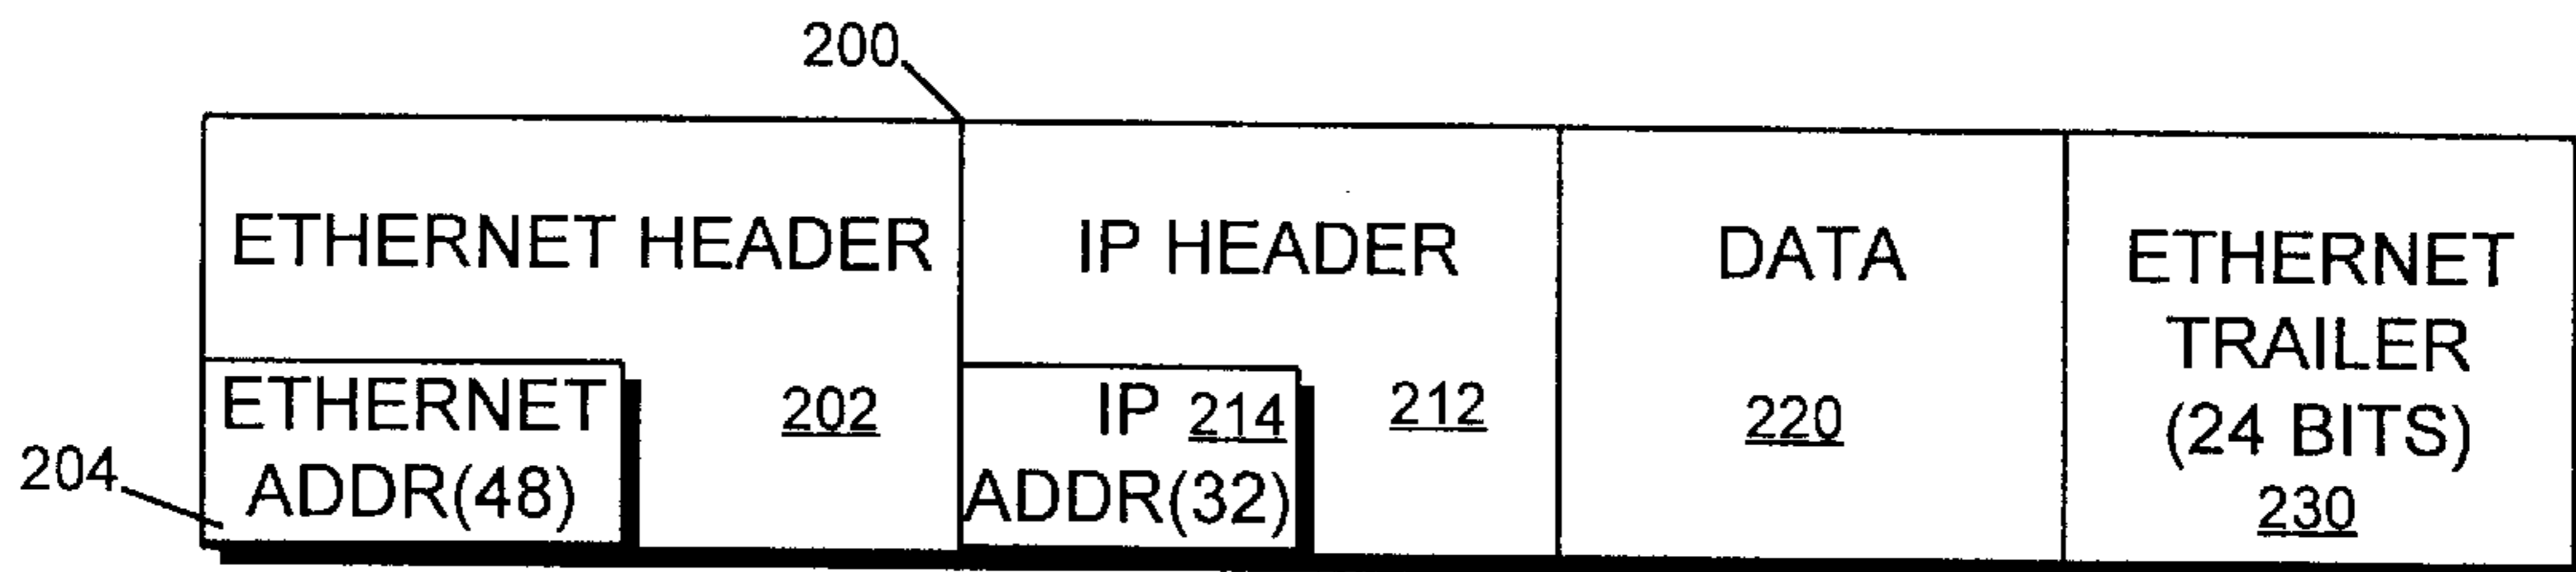 200
ETHERNET HEADER
202
ETHERNET
ADDR(48)
204
IP HEADER
212
IP 214
ADDR(32)
DATA
220
ETHERNET
TRAILER
(24 BITS)
230